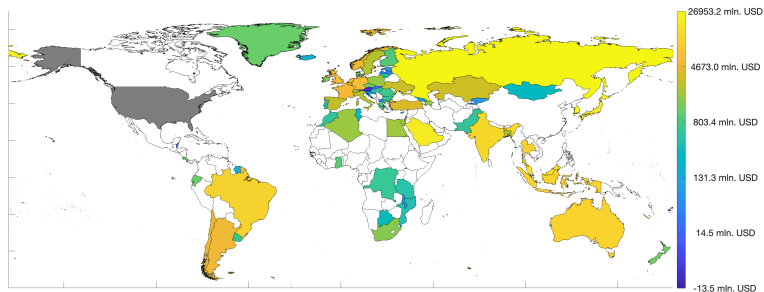 26953.2 mln. USD
4673.0 mln. USD
803.4 mln. USD
131.3 mln. USD
14.5 mln. USD
-13.5 mln. USD